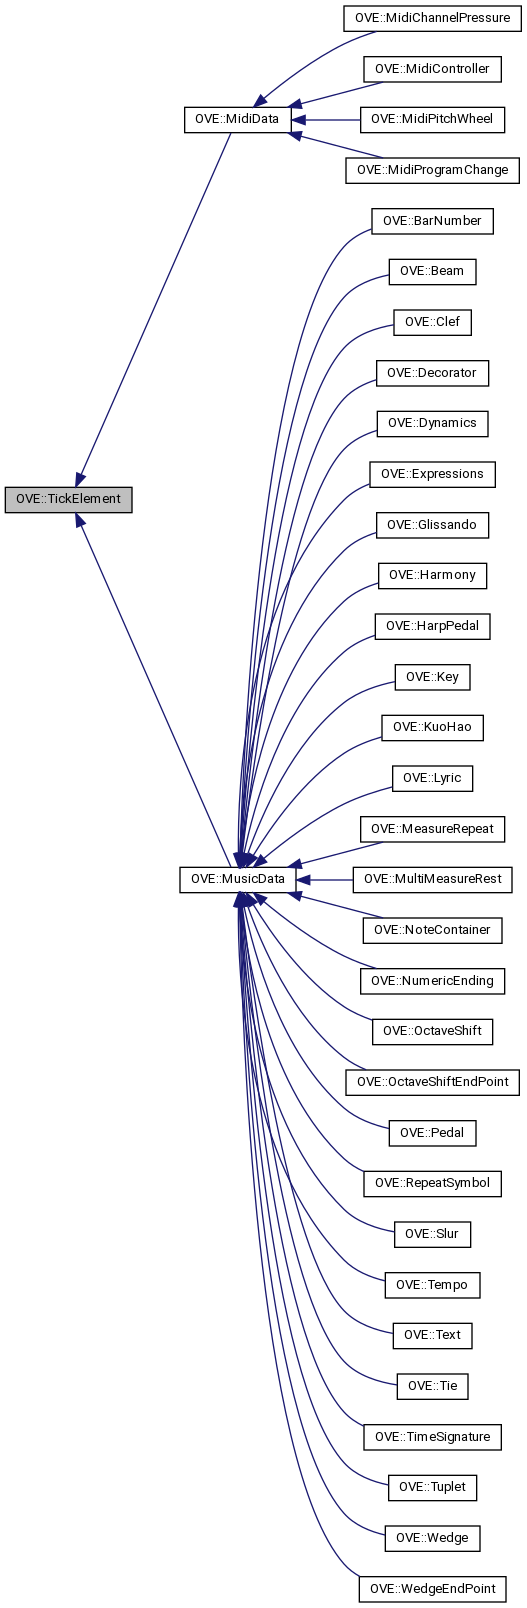 OVE::MidiChannelPressure
OVE::MidiController
OVE::MidiData
OVE::MidiPitchWheel
OVE::MidiProgramChange
OVE::BarNumber
OVE::Beam
OVE::Clef
OVE::Decorator
OVE::Dynamics
OVE::Expressions
OVE::TickElement
OVE::Glissando
OVE::Harmony
OVE::HarpPedal
OVE::Key
OVE::KuoHao
OVE::Lyric
OVE::MeasureRepeat
OVE::MusicData
OVE::MultiMeasureRest
OVE::NoteContainer
OVE::NumericEnding
OVE::OctaveShift
OVE::OctaveShiftEndPoint
OVE::Pedal
OVE::RepeatSymbol
OVE::Slur
OVE::Tempo
OVE::Text
OVE::Tie
OVE::TimeSignature
OVE::Tuplet
OVE::Wedge
OVE::WedgeEndPoint